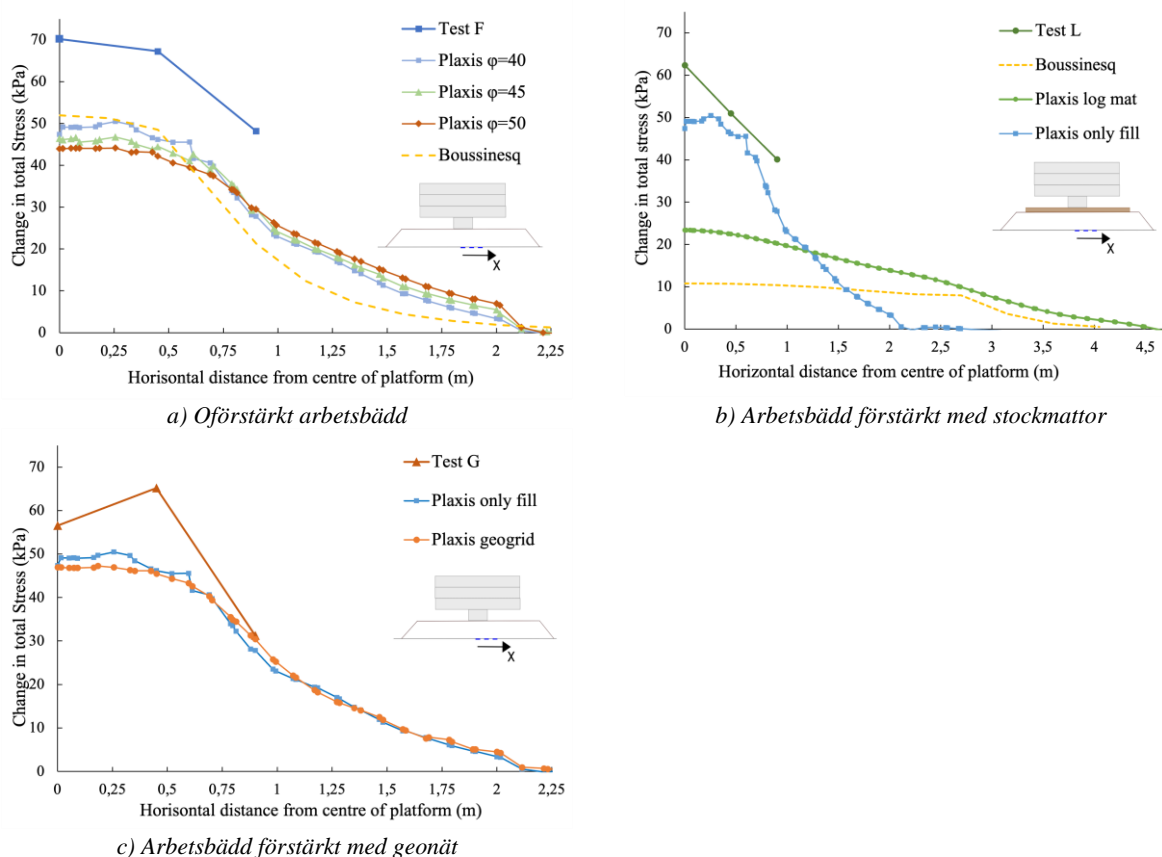 Change in total Stress (kPa)
70
60
50
40
30
20
10
0
0
0,25
0,5
0,75
1
1,25
1,5
1,75
2
2,25
Horisontal distance from centre of platform (m)
Test F
Plaxis φ=40
Plaxis φ=45
Plaxis φ=50
Boussinesq
X
a) Oförstärkt arbetsbädd
Change in total Stress (kPa)
70
60
50
40
30
20
10
0
0
0,5
1
1,5
2
2,5
3
3,5
4
4,5
Horizontal distance from centre of platform (m)
Test L
Boussinesq
Plaxis log mat
Plaxis only fill
X
b) Arbetsbädd förstärkt med stockmattor
Change in total Stress (kPa)
70
60
50
40
30
20
10
0
0
0,25
0,5
0,75
1
1,25
1,5
1,75
2
2,25
Horisontal distance from centre of platform (m)
Test G
Plaxis only fill
Plaxis geogrid
X
c) Arbetsbädd förstärkt med geonät